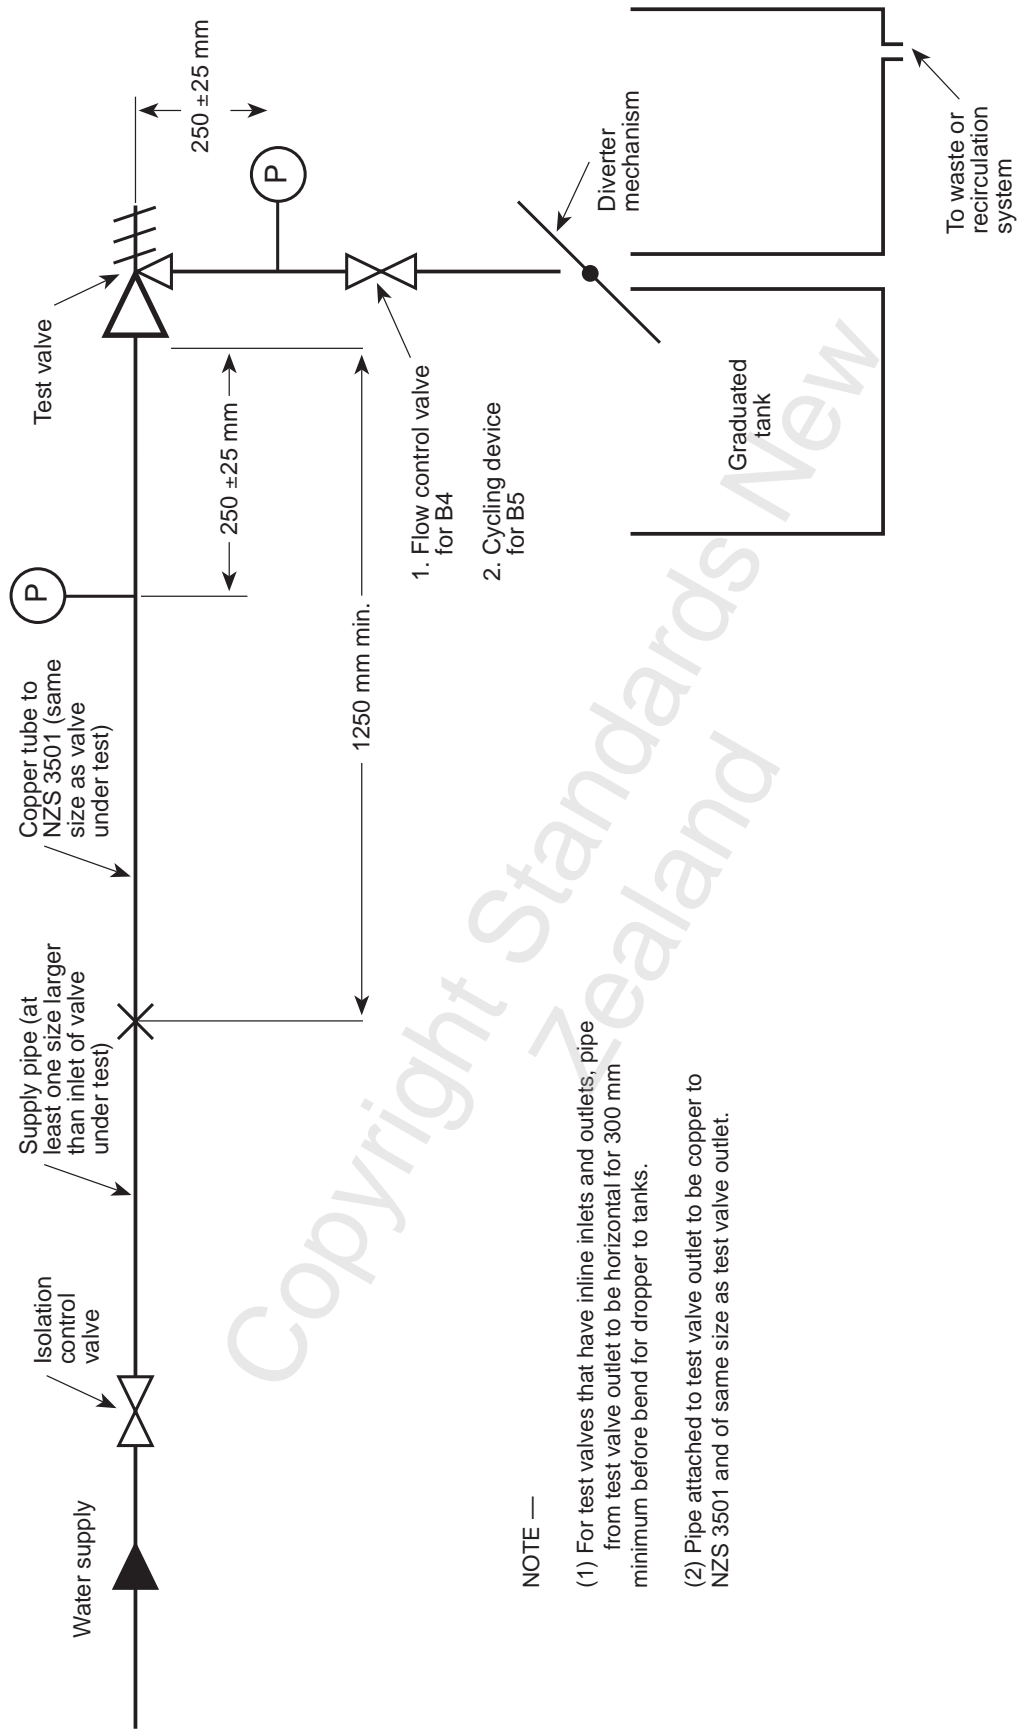 Water supply
Isolation
control
valve
Supply pipe (at
least one size larger
than inlet of valve
under test)
Copper tube to
NZS 3501 (same
size as valve
under test)
P
Test valve
250 ±25 mm
250 ±25 mm
1250 mm min.
P
1. Flow control valve
for B4
2. Cycling device
for B5
Diverter
mechanism
Graduated
tank
To waste or
recirculation
system
NOTE —
(1) For test valves that have inline inlets and outlets, pipe
from test valve outlet to be horizontal for 300 mm
minimum before bend for dropper to tanks.
(2) Pipe attached to test valve outlet to be copper to
NZS 3501 and of same size as test valve outlet.
Copyright Standards New
Zealand